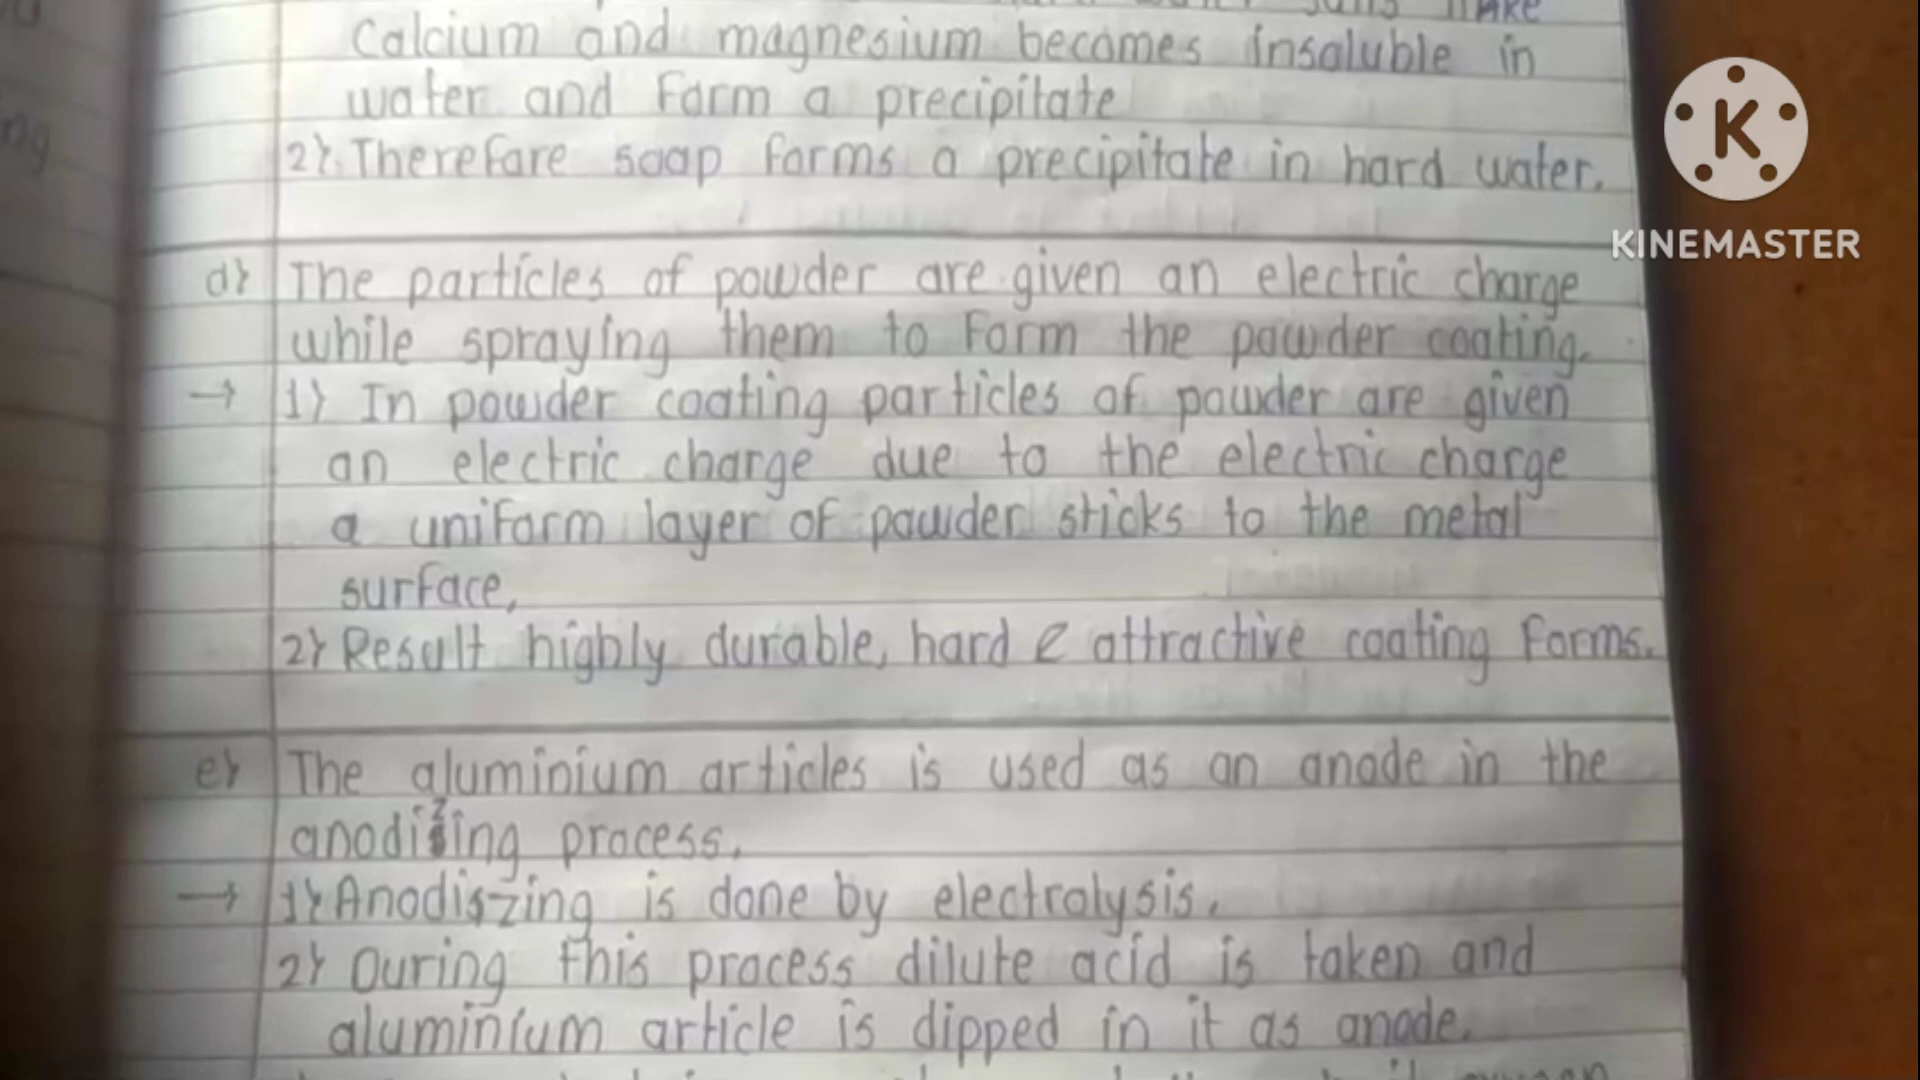 make
Calcium and magnesium becomes insoluble in
water and form a precipitate
2) Therefore soap forms a precipitate in hard water.
d) The particles of powder are given an electric charge
while spraying them to form the powder coating.
→ 1) In powder coating particles of powder are given
an electric charge due to the electric charge
a uniform layer of powder sticks to the metal
surface,
2) Result highly durable, hard & attractive coating forms.
e) The aluminium articles is used as an anode in the
anodizing process.
→ 1) Anodiszing is done by electrolysis.
2) During this process dilute acid is taken and
aluminium article is dipped in it as anode.
K
KINEMASTER